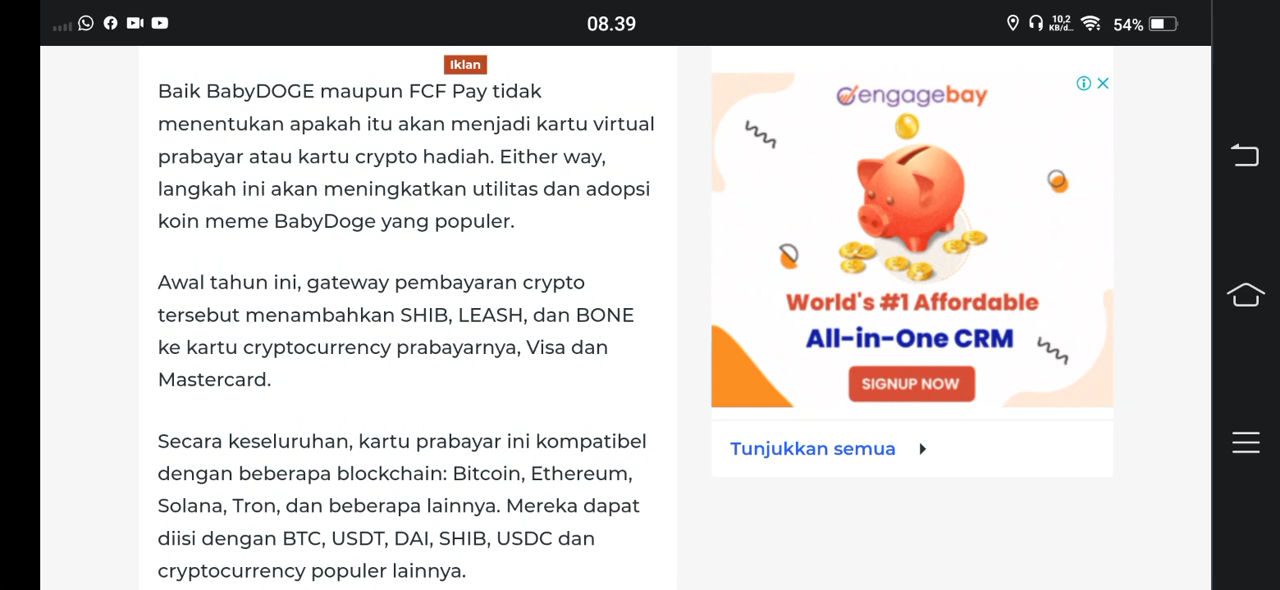 08.39
10,2
KB/d...
54%
Iklan
Baik BabyDOGE maupun FCF Pay tidak
menentukan apakah itu akan menjadi kartu virtual
prabayar atau kartu crypto hadiah. Either way,
langkah ini akan meningkatkan utilitas dan adopsi
koin meme BabyDoge yang populer.
Awal tahun ini, gateway pembayaran crypto
tersebut menambahkan SHIB, LEASH, dan BONE
ke kartu cryptocurrency prabayarnya, Visa dan
Mastercard.
Secara keseluruhan, kartu prabayar ini kompatibel
dengan beberapa blockchain: Bitcoin, Ethereum,
Solana, Tron, dan beberapa lainnya. Mereka dapat
diisi dengan BTC, USDT, DAI, SHIB, USDC dan
cryptocurrency populer lainnya.
engagebay
World's #1 Affordable
All-in-One CRM
SIGNUP NOW
Tunjukkan semua